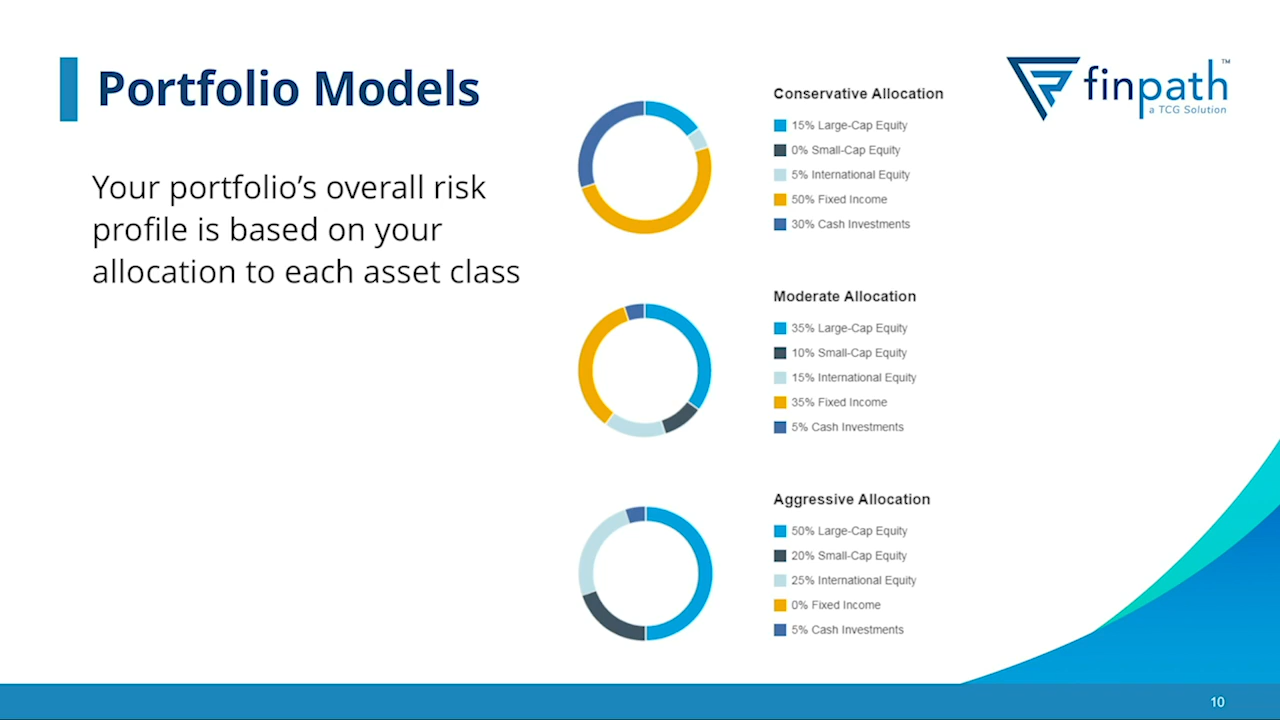 Portfolio Models
Your portfolio’s overall risk
profile is based on your
allocation to each asset class
finpath™
a TCG Solution
Conservative Allocation
15% Large-Cap Equity
0% Small-Cap Equity
5% International Equity
50% Fixed Income
30% Cash Investments
Moderate Allocation
35% Large-Cap Equity
10% Small-Cap Equity
15% International Equity
35% Fixed Income
5% Cash Investments
Aggressive Allocation
50% Large-Cap Equity
20% Small-Cap Equity
25% International Equity
0% Fixed Income
5% Cash Investments
10